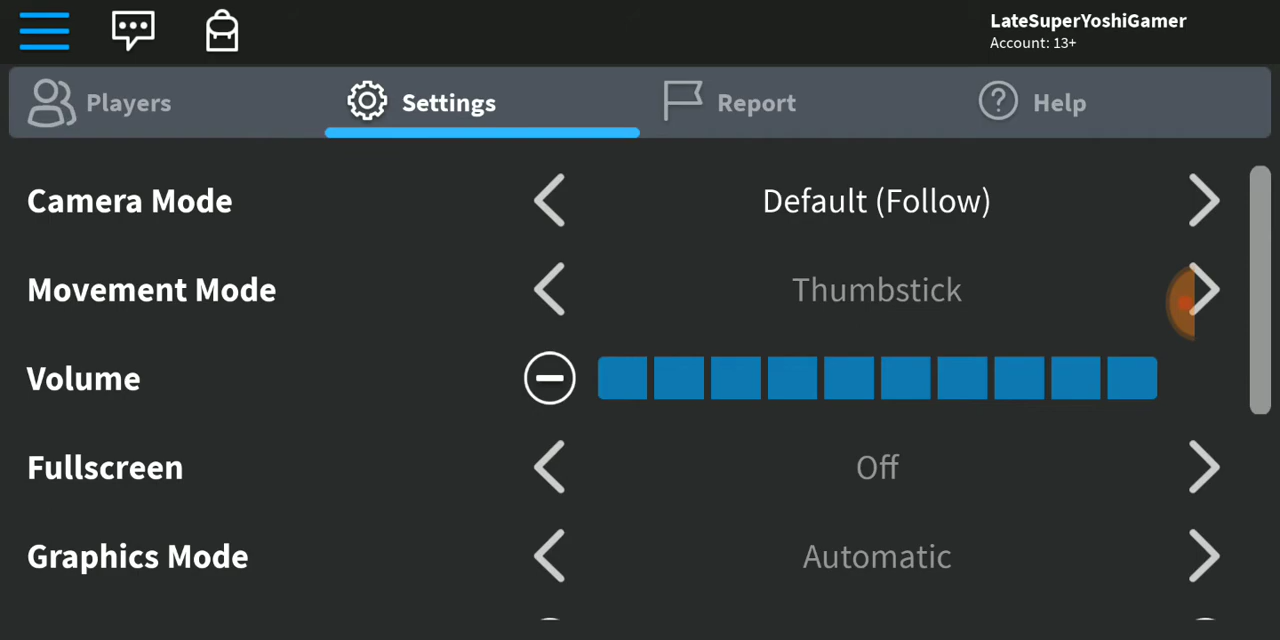 LateSuperYoshiGamer
Account: 13+
Players
Settings
Report
Help
Camera Mode
Default (Follow)
Movement Mode
Thumbstick
Volume
Fullscreen
Off
Graphics Mode
Automatic